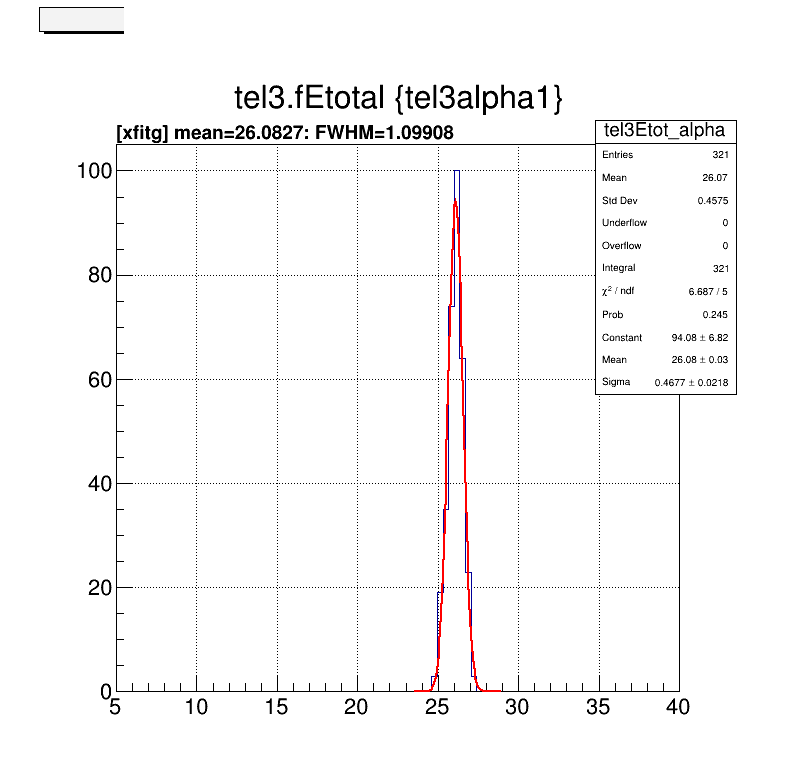 tel3.fEtotal {tel3alpha1}
[xfitg] mean=26.0827: FWHM=1.09908
tel3Etot_alpha
Entries 321
Mean 26.07
Std Dev 0.4575
Underflow 0
Overflow 0
Integral 321
χ² / ndf 6.687 / 5
Prob 0.245
Constant 94.08 ± 6.82
Mean 26.08 ± 0.03
Sigma 0.4677 ± 0.0218
100
80
60
40
20
0
5 10 15 20 25 30 35 40